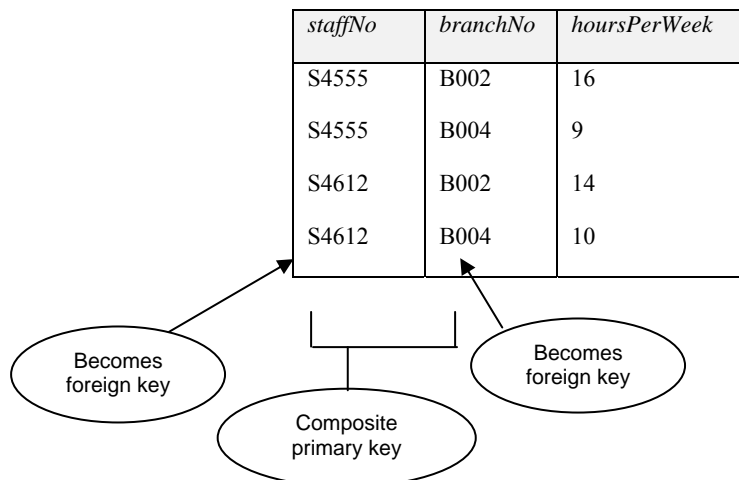 staffNo branchNo hoursPerWeek
S4555 B002 16
S4555 B004 9
S4612 B002 14
S4612 B004 10
Becomes
foreign key
Becomes
foreign key
Composite
primary key